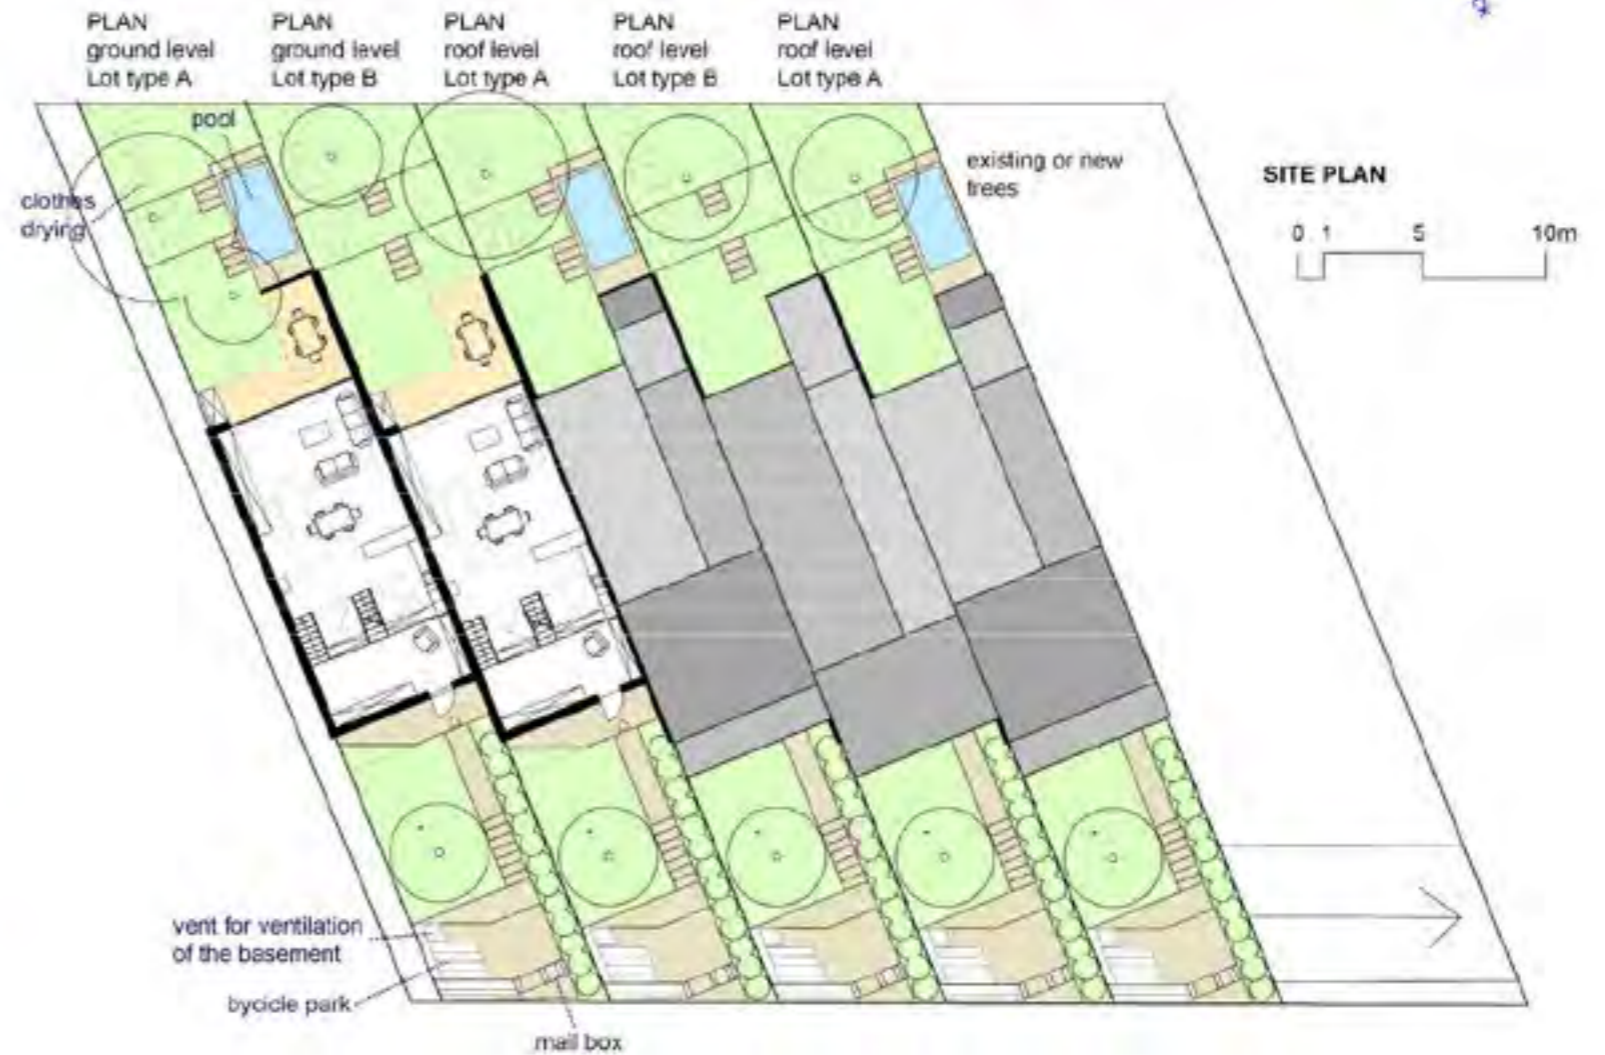 PLAN
ground level
Lot type A
PLAN
ground level
Lot type B
PLAN
roof level
Lot type A
PLAN
roof level
Lot type B
PLAN
roof level
Lot type A
pool
clothes
drying
existing or new
trees
SITE PLAN
0 1 5 10m
vent for ventilation
of the basement
bycicle park
mail box